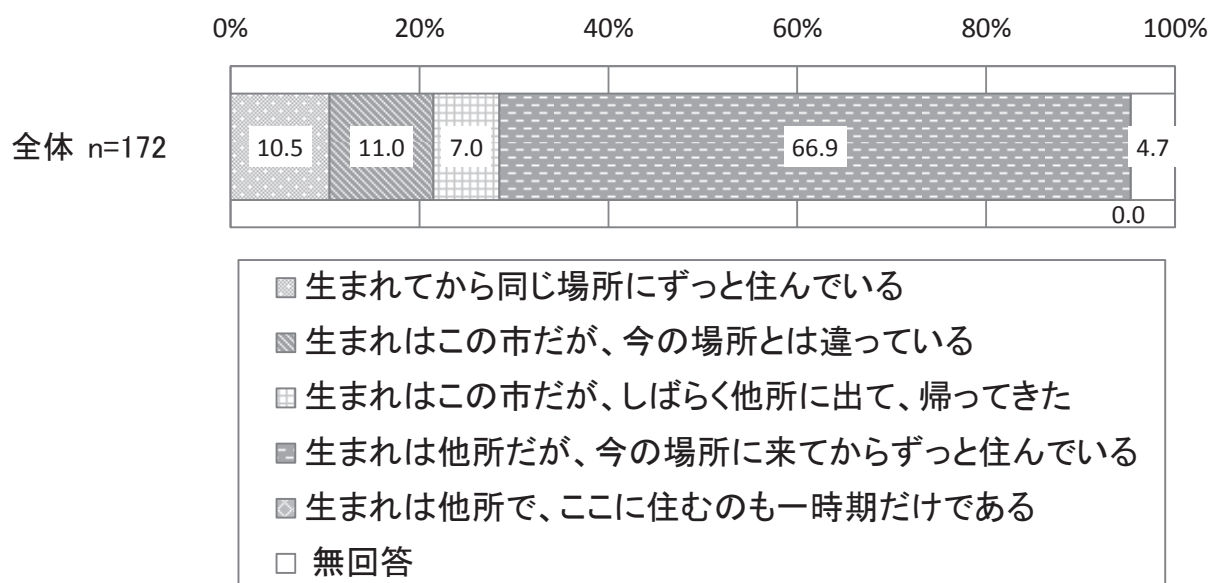 0% 20% 40% 60% 80% 100%
全体 n=172 10.5 11.0 7.0 66.9 4.7
0.0
生まれてから同じ場所にずっと住んでいる
生まれはこの市だが、今の場所とは違っている
生まれはこの市だが、しばらく他所に出て、帰ってきた
生まれは他所だが、今の場所に来てからずっと住んでいる
生まれは他所で、ここに住むのも一時期だけである
無回答